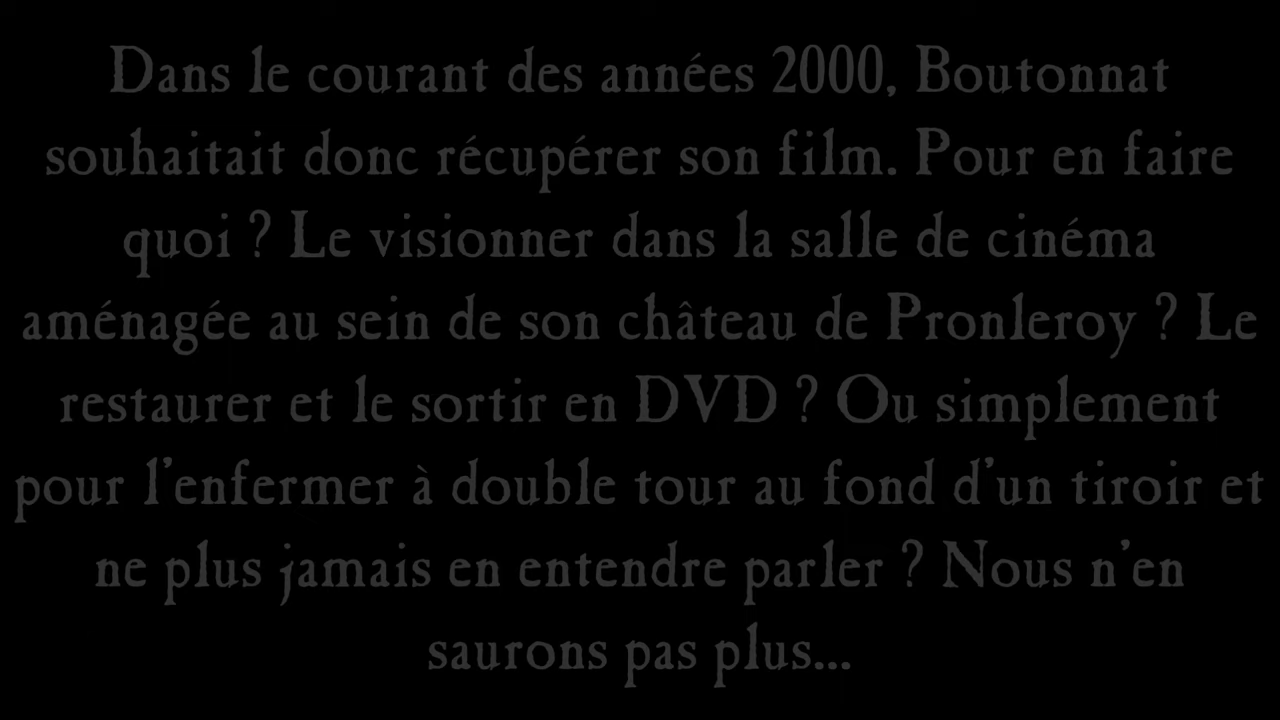 Dans le courant des années 2000, Boutonnat
souhaitait donc récupérer son film. Pour en faire
quoi ? Le visionner dans la salle de cinéma
aménagée au sein de son château de Pronleroy ? Le
restaurer et le sortir en DVD ? Ou simplement
pour l'enfermer à double tour au fond d'un tiroir et
ne plus jamais en entendre parler ? Nous n'en
saurons pas plus...